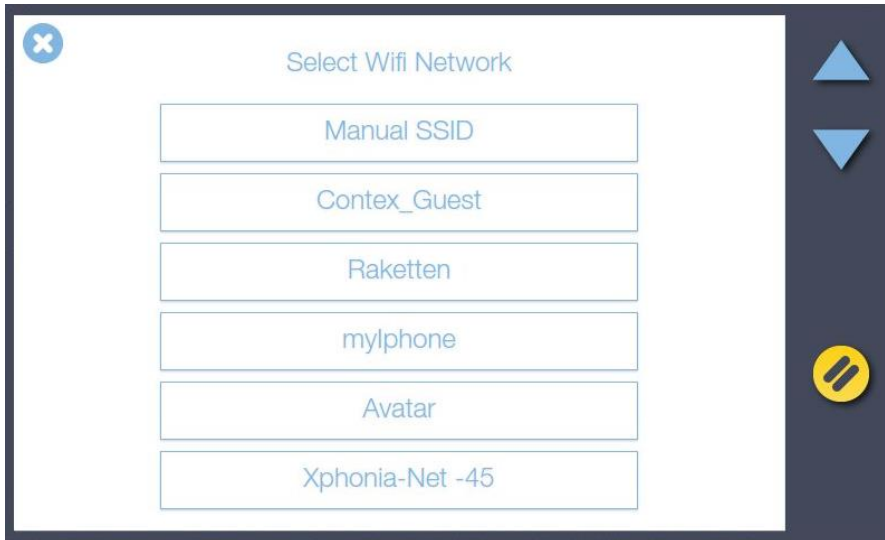 Select Wifi Network
Manual SSID
Contex_Guest
Raketten
myIphone
Avatar
Xphonia-Net -45